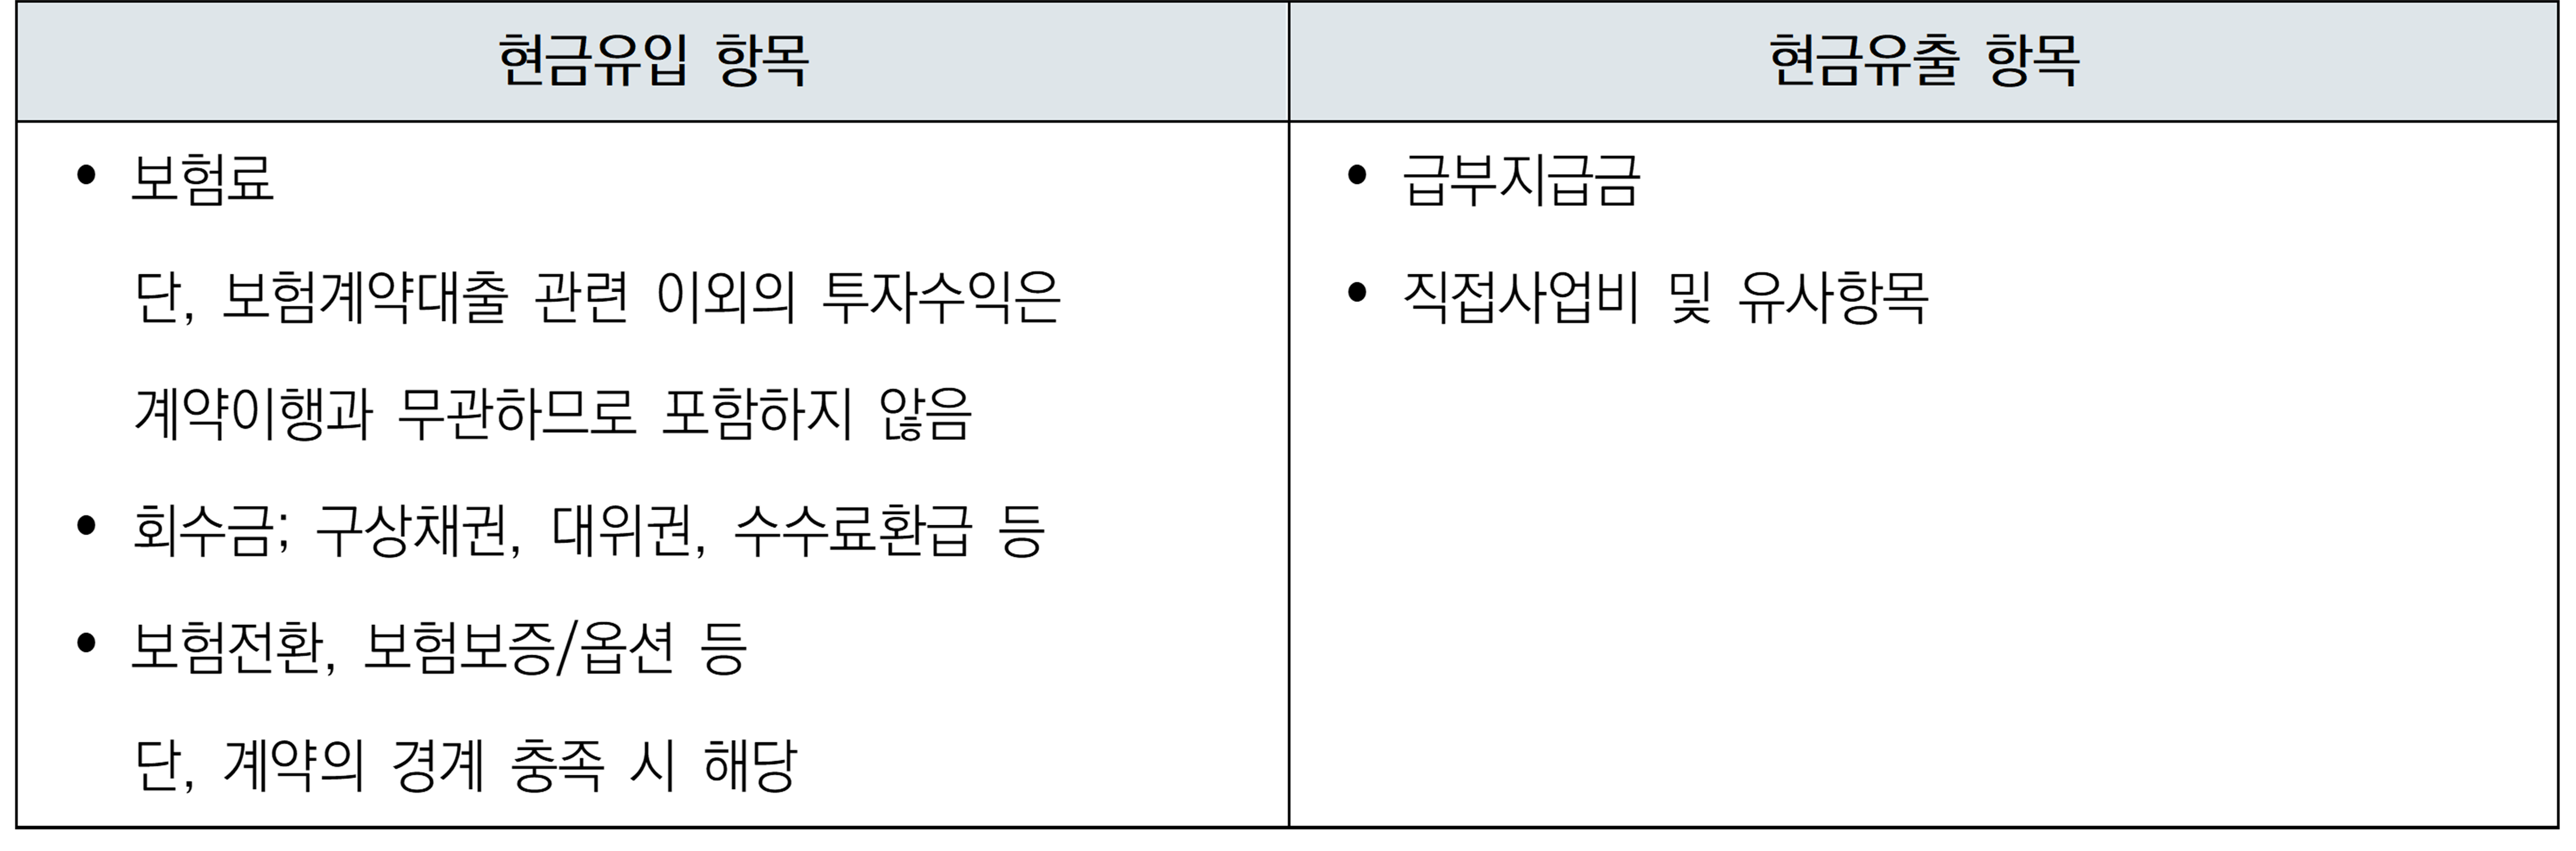 현금유입 항목
현금유출 항목
• 보험료
단, 보험계약대출 관련 이외의 투자수익은
계약이행과 무관하므로 포함하지 않음
• 회수금; 구상채권, 대위권, 수수료환급 등
• 보험전환, 보험보증/옵션 등
단, 계약의 경계 충족 시 해당
• 급부지급금
• 직접사업비 및 유사항목